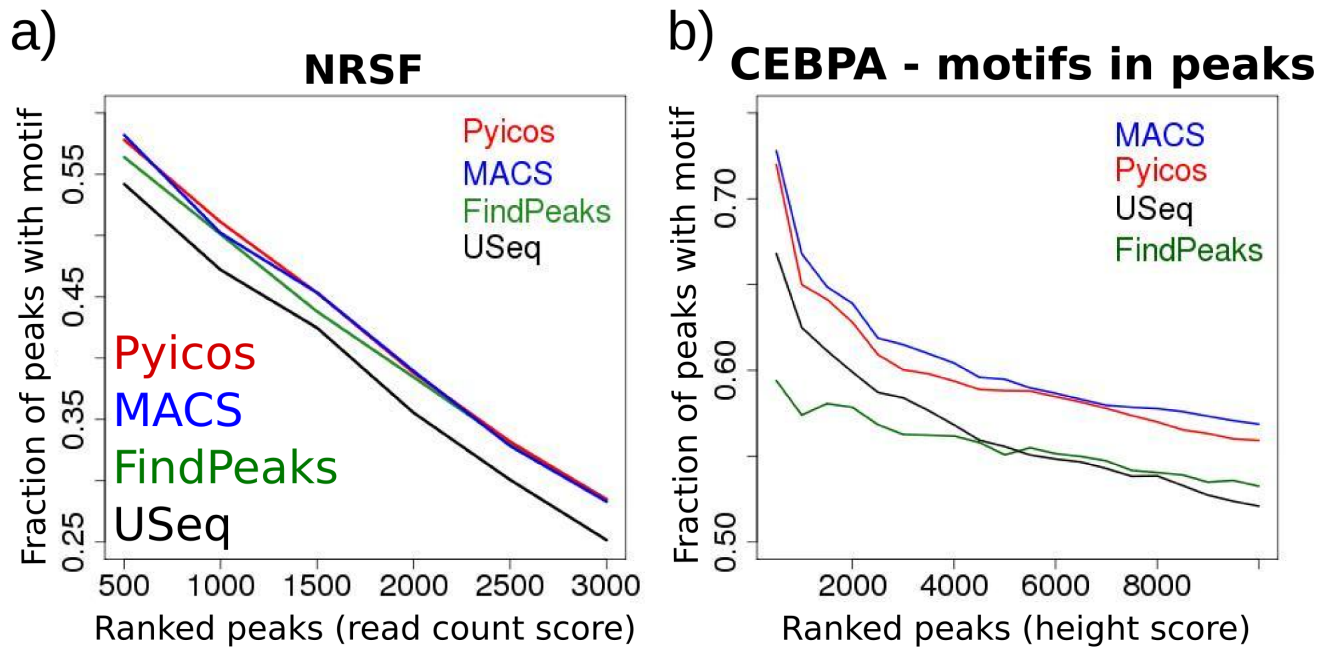 a)
NRSF
Fraction of peaks with motif
0.55
0.45
0.35
0.25
Pyicos
MACS
FindPeaks
USeq
Pyicos
MACS
FindPeaks
USeq
500 1000 1500 2000 2500 3000
Ranked peaks (read count score)
b)
CEBPA - motifs in peaks
Fraction of peaks with motif
0.70
0.60
0.50
MACS
Pyicos
USeq
FindPeaks
2000 4000 6000 8000
Ranked peaks (height score)